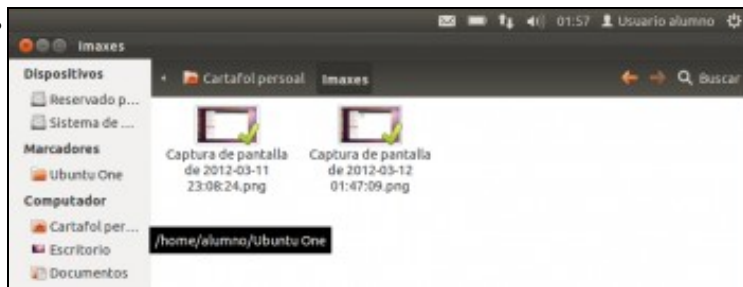 01:57 Usuario alumno
Imaxes
Dispositivos
Cartafol persoal Imaxes Buscar
Reservado p...
Sistema de ...
Marcadores
Ubuntu One
Computador
Cartafol per...
Escritorio
Documentos
Captura de pantalla
de 2012-03-11
23:08:24.png
Captura de pantalla
de 2012-03-12
01:47:09.png
/home/alumno/Ubuntu One